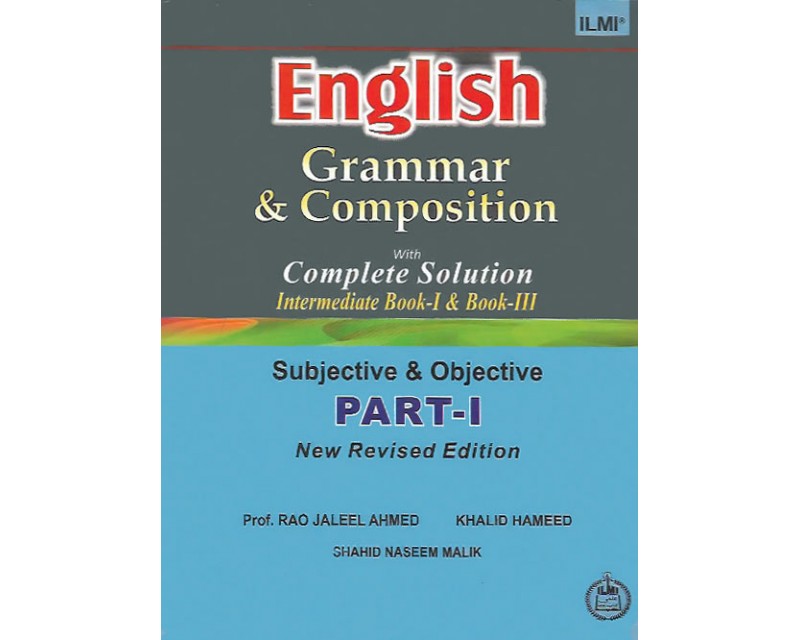 ILMI®
English
Grammar
& Composition
With
Complete Solution
Intermediate Book-I & Book-III
Subjective & Objective
PART-I
New Revised Edition
Prof. RAO JALEEL AHMED KHALID HAMEED
SHAHID NASEEM MALIK
ILMI